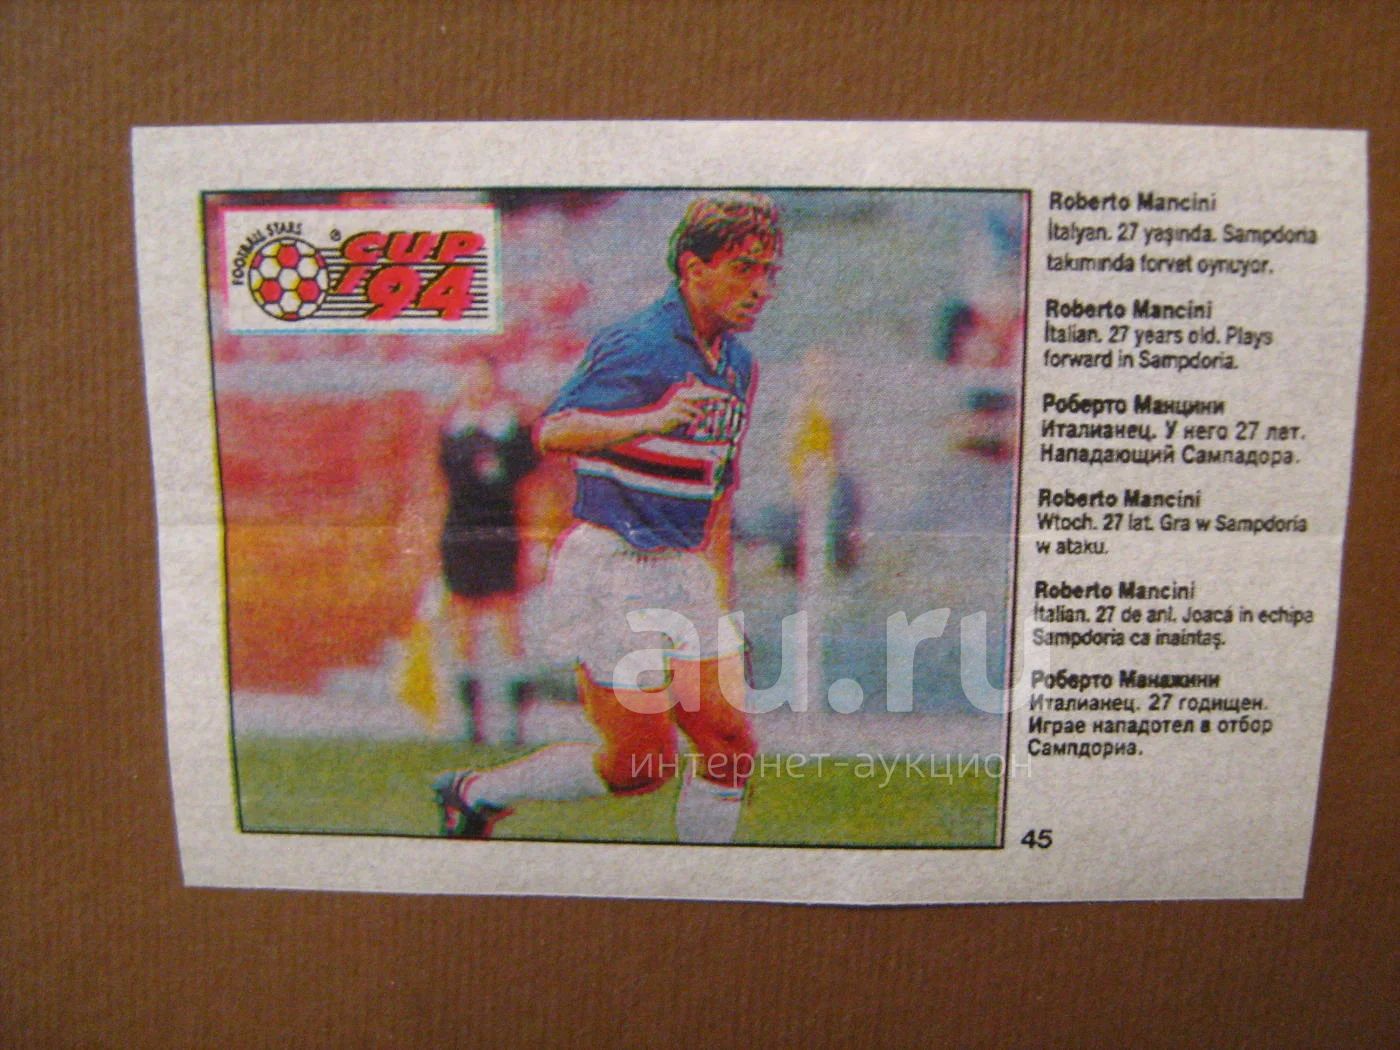 FOOTBALL STARS
®
CUP
'94
Roberto Mancini
İtalyan. 27 yaşında. Sampdoria
takımında forvet oynuyor.
Roberto Mancini
İtalian. 27 years old. Plays
forward in Sampdoria.
Роберто Манцини
Италианец. У него 27 лет.
Нападающий Сампадора.
Roberto Mancini
Wtoch. 27 lat. Gra w Sampdoria
w ataku.
Roberto Mancini
İtalian. 27 de ani. Joacá in echipa
Sampdoria ca inaintaş.
Роберто Манажини
Италианец. 27 годишен.
Играе нападотел в отбор
Сампдориа.
45
au.ru
интернет-аукцион